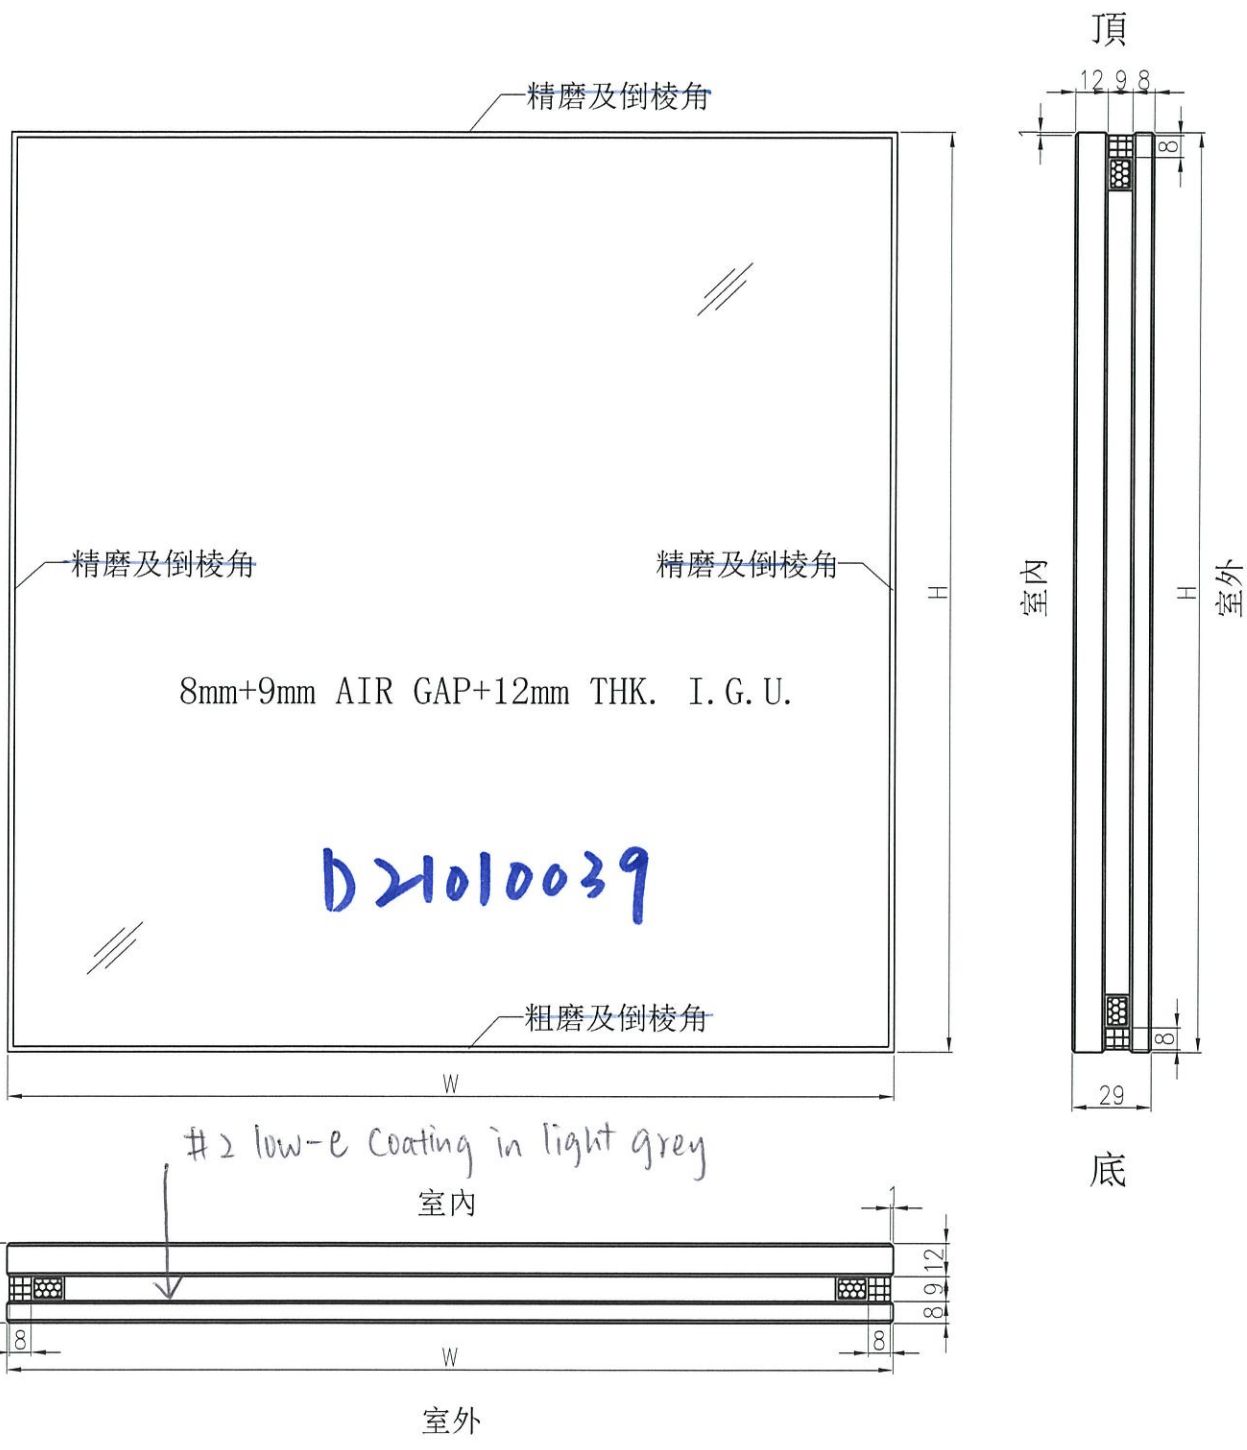 頂
12 9 8
精磨及倒棱角
1
8
精磨及倒棱角
精磨及倒棱角
H
室內
H
室外
8mm+9mm AIR GAP+12mm THK. I.G.U.
D21010039
粗磨及倒棱角
8
W
29
#2 low-e coating in light grey
底
室內
1
12
9
8
8
8
W
室外